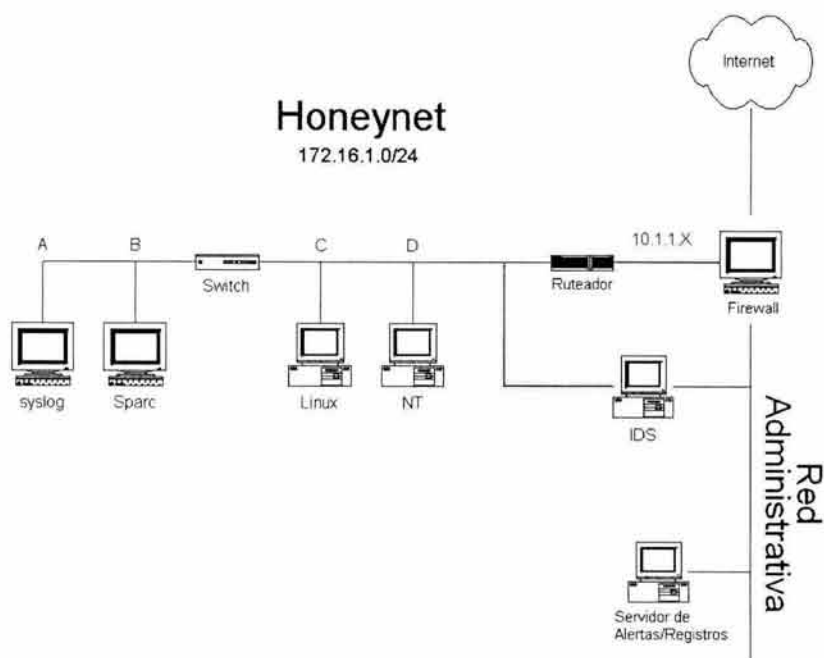 Internet
Honeynet
172.16.1.0/24
A
B
C
D
10.1.1.X
Switch
Ruteador
Firewall
syslog
Sparc
Linux
NT
IDS
Red
Administrativa
Servidor de
Alertas/Registros